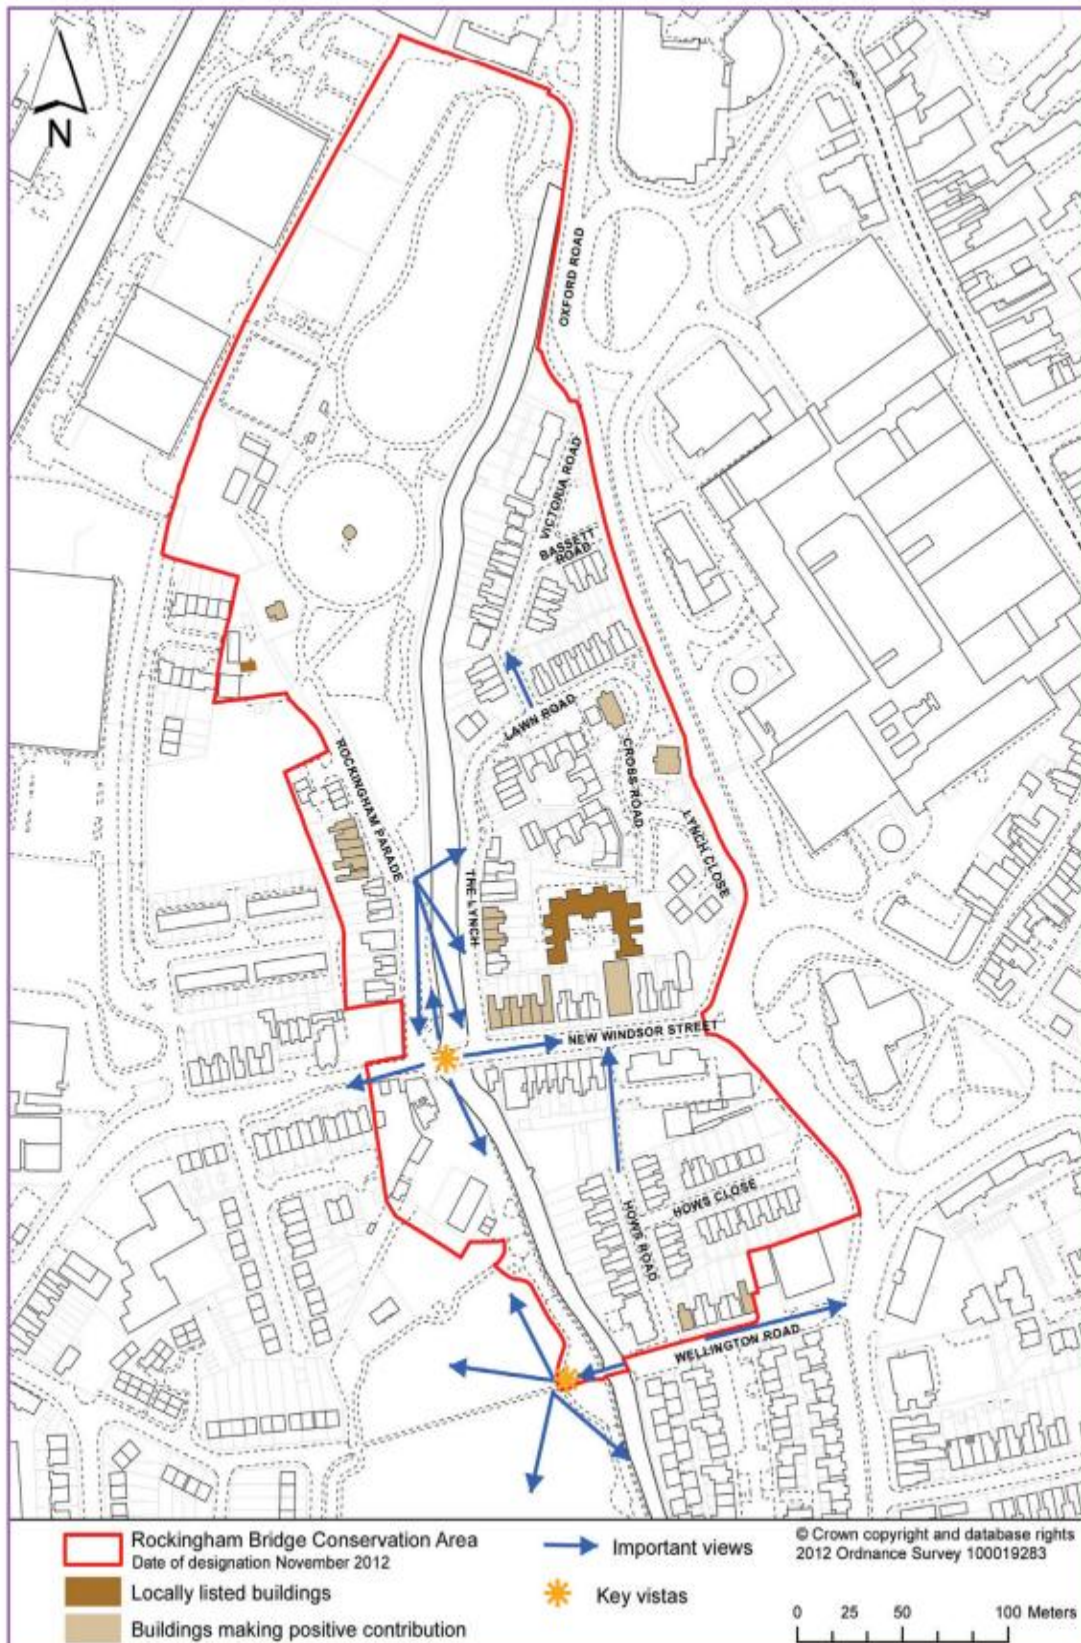 N
OXFORD ROAD
VICTORIA ROAD
BASSETT
ROAD
LAWN ROAD
CROSS ROAD
ROCKINGHAM PARADE
LYNCH CLOSE
THE LYNCH
NEW WINDSOR STREET
HOWS CLOSE
HOWS ROAD
WELLINGTON ROAD
Rockingham Bridge Conservation Area
Date of designation November 2012
Locally listed buildings
Buildings making positive contribution
Important views
Key vistas
© Crown copyright and database rights
2012 Ordnance Survey 100019283
0 25 50 100 Meters